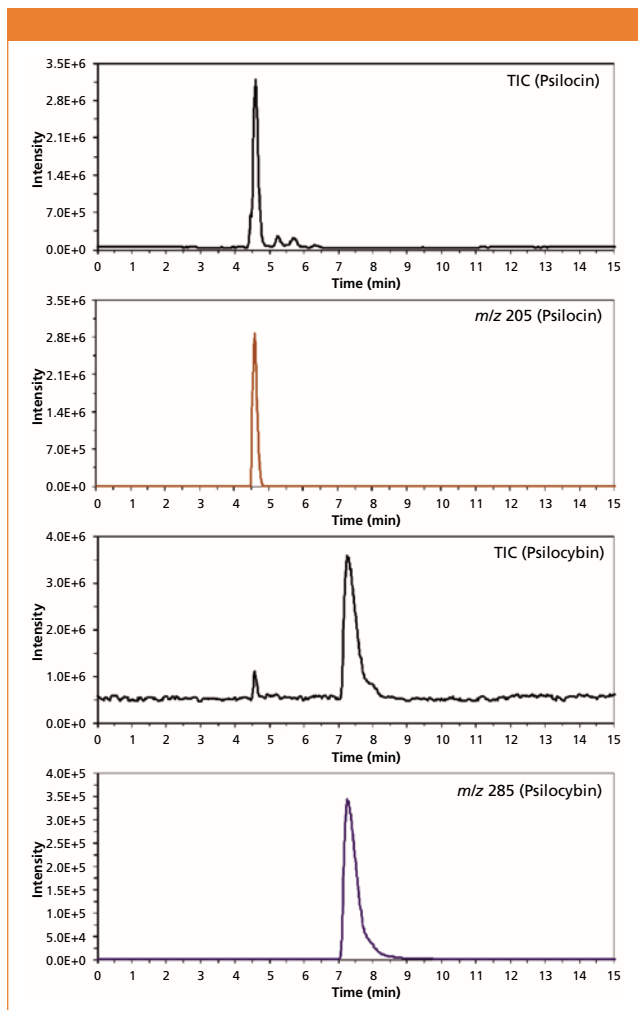 TIC (Psilocin)
Intensity
3.5E+6
2.8E+6
2.1E+6
1.4E+6
7.0E+5
0.0E+0
0 1 2 3 4 5 6 7 8 9 10 11 12 13 14 15
Time (min)
m/z 205 (Psilocin)
Intensity
3.5E+6
2.8E+6
2.1E+6
1.4E+6
7.0E+5
0.0E+0
0 1 2 3 4 5 6 7 8 9 10 11 12 13 14 15
Time (min)
TIC (Psilocybin)
Intensity
4.0E+6
3.0E+6
2.0E+6
1.0E+6
0.0E+0
0 1 2 3 4 5 6 7 8 9 10 11 12 13 14 15
Time (min)
m/z 285 (Psilocybin)
Intensity
4.0E+5
3.5E+5
3.0E+5
2.5E+5
2.0E+5
1.5E+5
1.0E+5
5.0E+4
0.0E+0
0 1 2 3 4 5 6 7 8 9 10 11 12 13 14 15
Time (min)